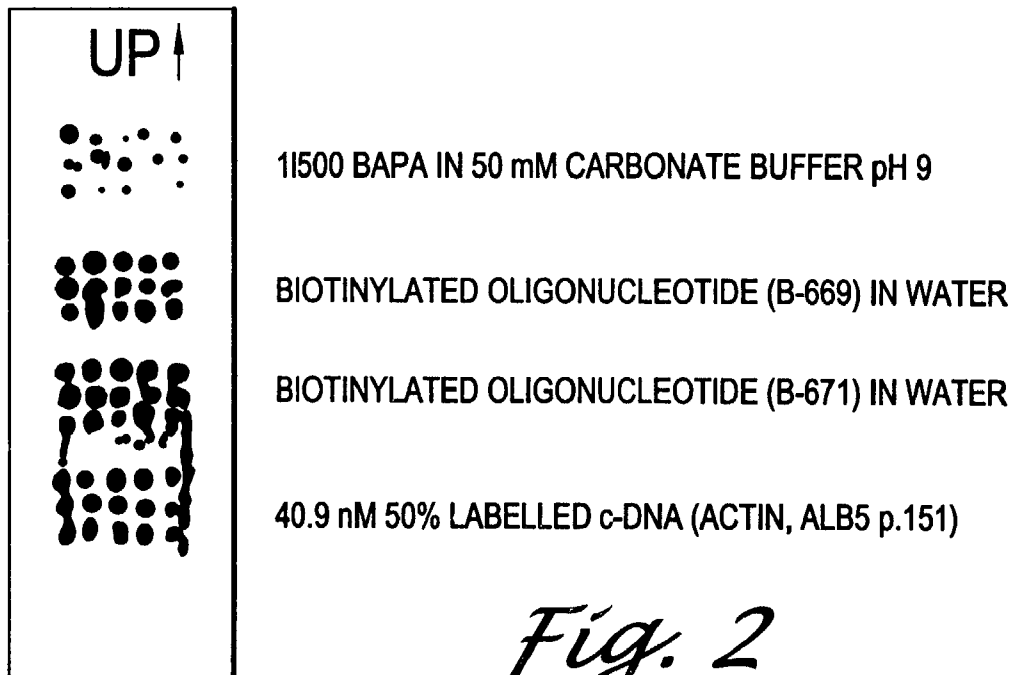 UP
1I500 BAPA IN 50 mM CARBONATE BUFFER pH 9
BIOTINYLATED OLIGONUCLEOTIDE (B-669) IN WATER
BIOTINYLATED OLIGONUCLEOTIDE (B-671) IN WATER
40.9 nM 50% LABELLED c-DNA (ACTIN, ALB5 p.151)
Fig. 2